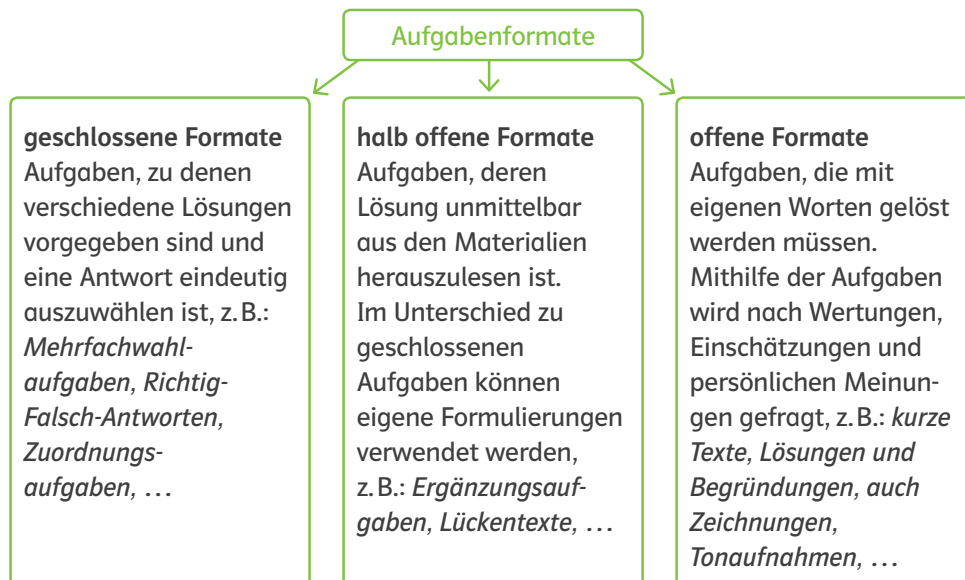 Aufgabenformate
geschlossene Formate
Aufgaben, zu denen
verschiedene Lösungen
vorgegeben sind und
eine Antwort eindeutig
auszuwählen ist, z. B.:
Mehrfachwahl-
aufgaben, Richtig-
Falsch-Antworten,
Zuordnungs-
aufgaben, …
halb offene Formate
Aufgaben, deren
Lösung unmittelbar
aus den Materialien
herauszulesen ist.
Im Unterschied zu
geschlossenen
Aufgaben können
eigene Formulierungen
verwendet werden,
z. B.: Ergänzungsauf-
gaben, Lückentexte, …
offene Formate
Aufgaben, die mit
eigenen Worten gelöst
werden müssen.
Mithilfe der Aufgaben
wird nach Wertungen,
Einschätzungen und
persönlichen Meinun-
gen gefragt, z. B.: kurze
Texte, Lösungen und
Begründungen, auch
Zeichnungen,
Tonaufnahmen, …